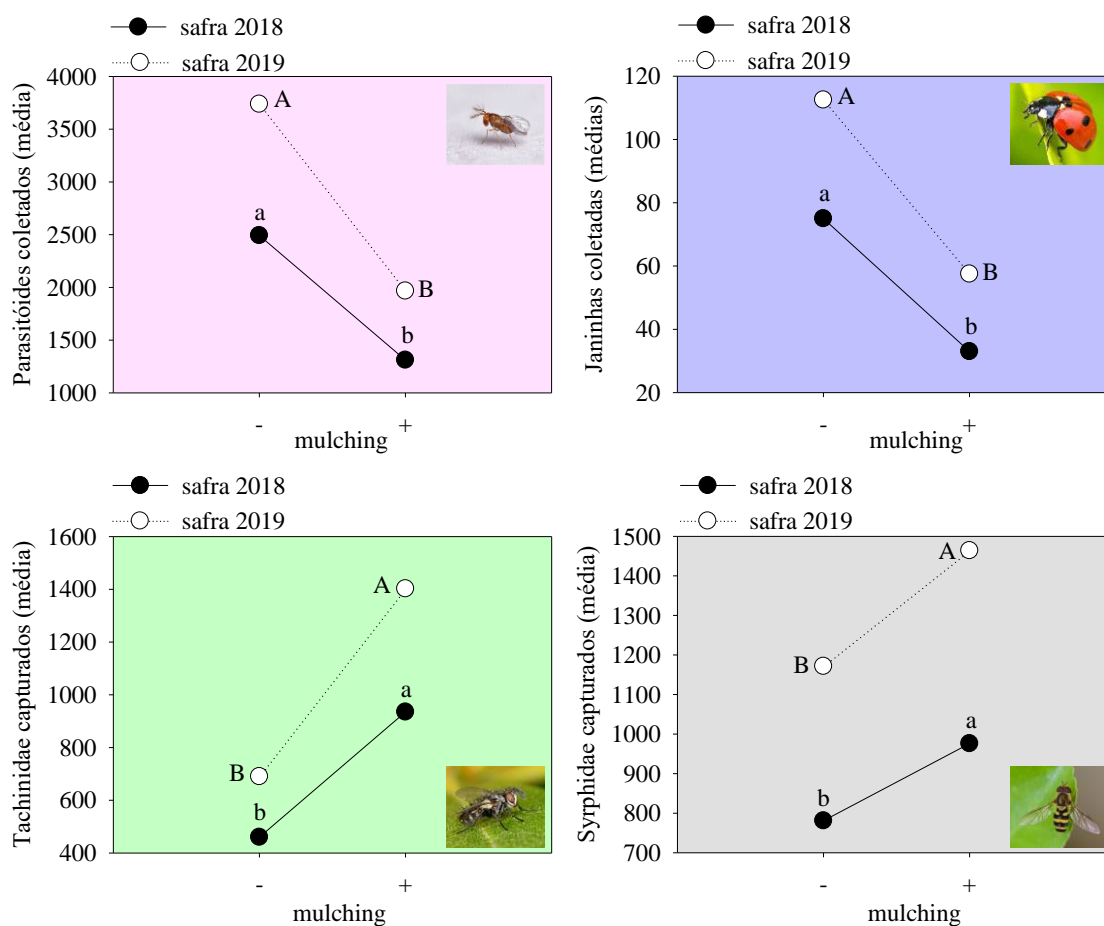 safra 2018
safra 2019
4000
3500
3000
2500
2000
1500
1000
Parasitóides coletados (média)
A
a
B
b
- +
mulching
safra 2018
safra 2019
120
100
80
60
40
20
Janinhas coletadas (médias)
A
a
B
b
- +
mulching
safra 2018
safra 2019
1600
1400
1200
1000
800
600
400
Tachinidae capturados (média)
A
a
B
b
- +
mulching
safra 2018
safra 2019
1500
1400
1300
1200
1100
1000
900
800
700
Syrphidae capturados (média)
A
B
a
b
- +
mulching